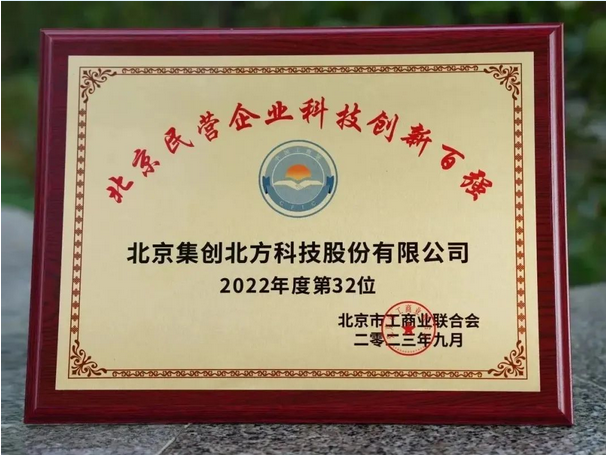 北京民营企业科技创新百强
北京集创北方科技股份有限公司
2022年度第32位
北京市工商业联合会
二零二三年九月